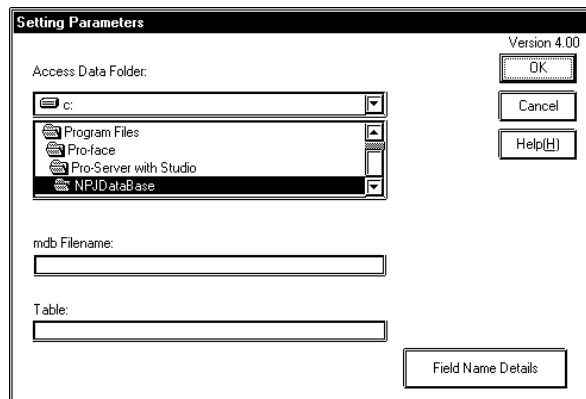 Setting Parameters
Version 4.00
Access Data Folder:
OK
c:
Cancel
Program Files
Pro-face
Help(H)
Pro-Server with Studio
NPJDataBase
mdb Filename:
Table:
Field Name Details